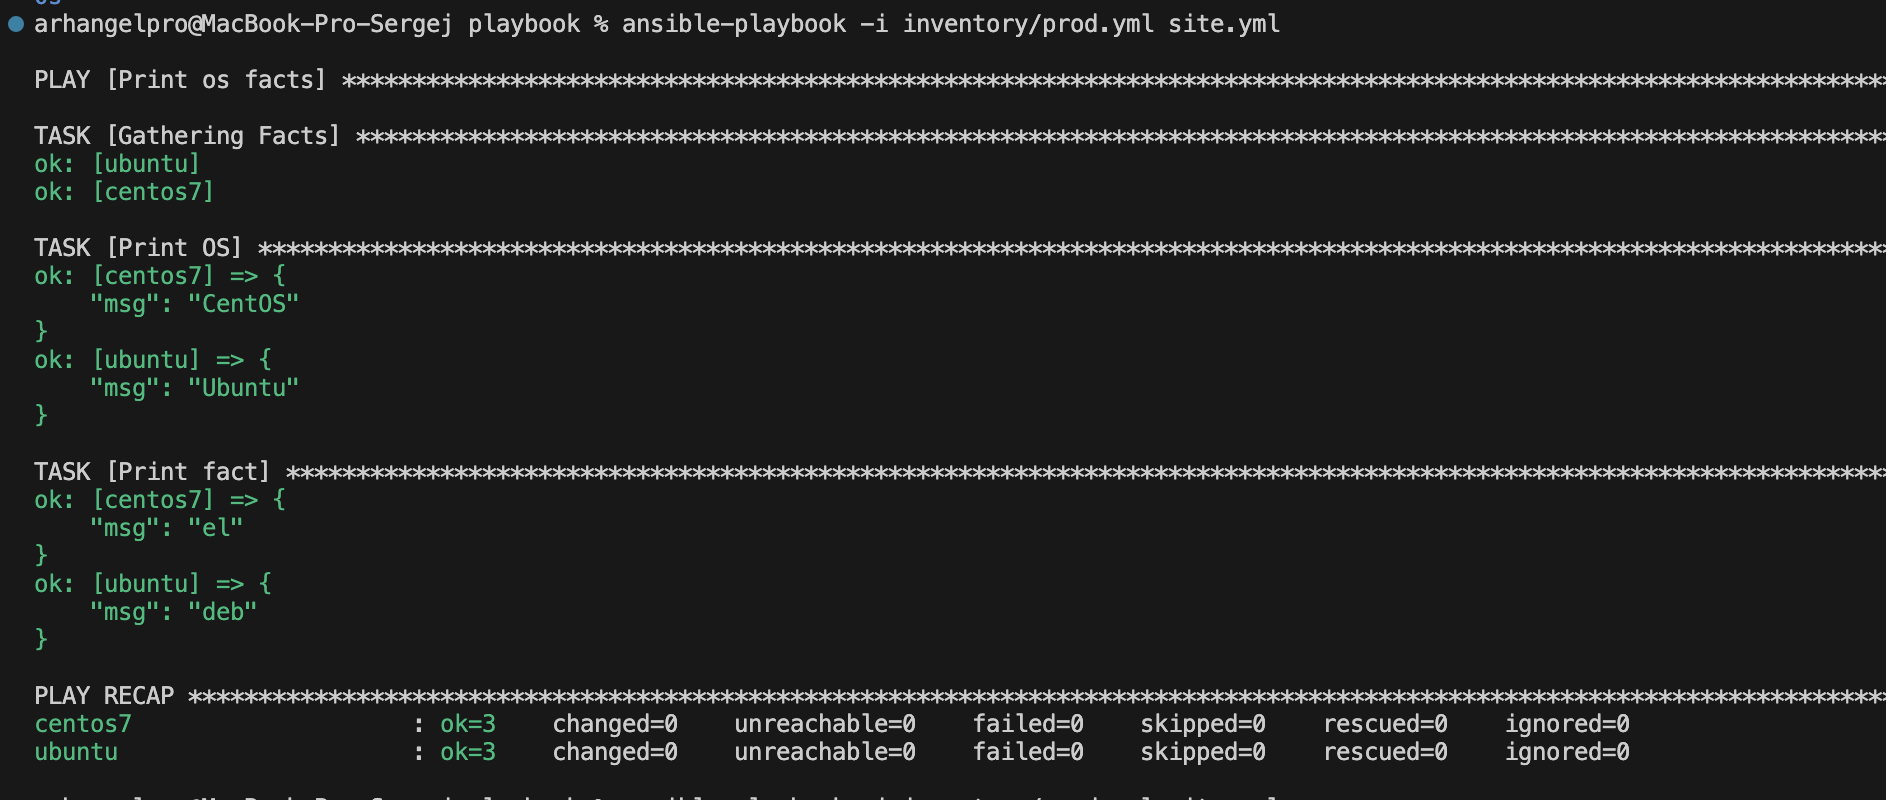 arhangelpro@MacBook-Pro-Sergej playbook % ansible-playbook -i inventory/prod.yml site.yml
PLAY [Print os facts] **************************************************************************************************************
TASK [Gathering Facts] *************************************************************************************************************
ok: [ubuntu]
ok: [centos7]
TASK [Print OS] ********************************************************************************************************************
ok: [centos7] => {
    "msg": "CentOS"
}
ok: [ubuntu] => {
    "msg": "Ubuntu"
}
TASK [Print fact] ******************************************************************************************************************
ok: [centos7] => {
    "msg": "el"
}
ok: [ubuntu] => {
    "msg": "deb"
}
PLAY RECAP *************************************************************************************************************************
centos7                    : ok=3    changed=0    unreachable=0    failed=0    skipped=0    rescued=0    ignored=0
ubuntu                     : ok=3    changed=0    unreachable=0    failed=0    skipped=0    rescued=0    ignored=0